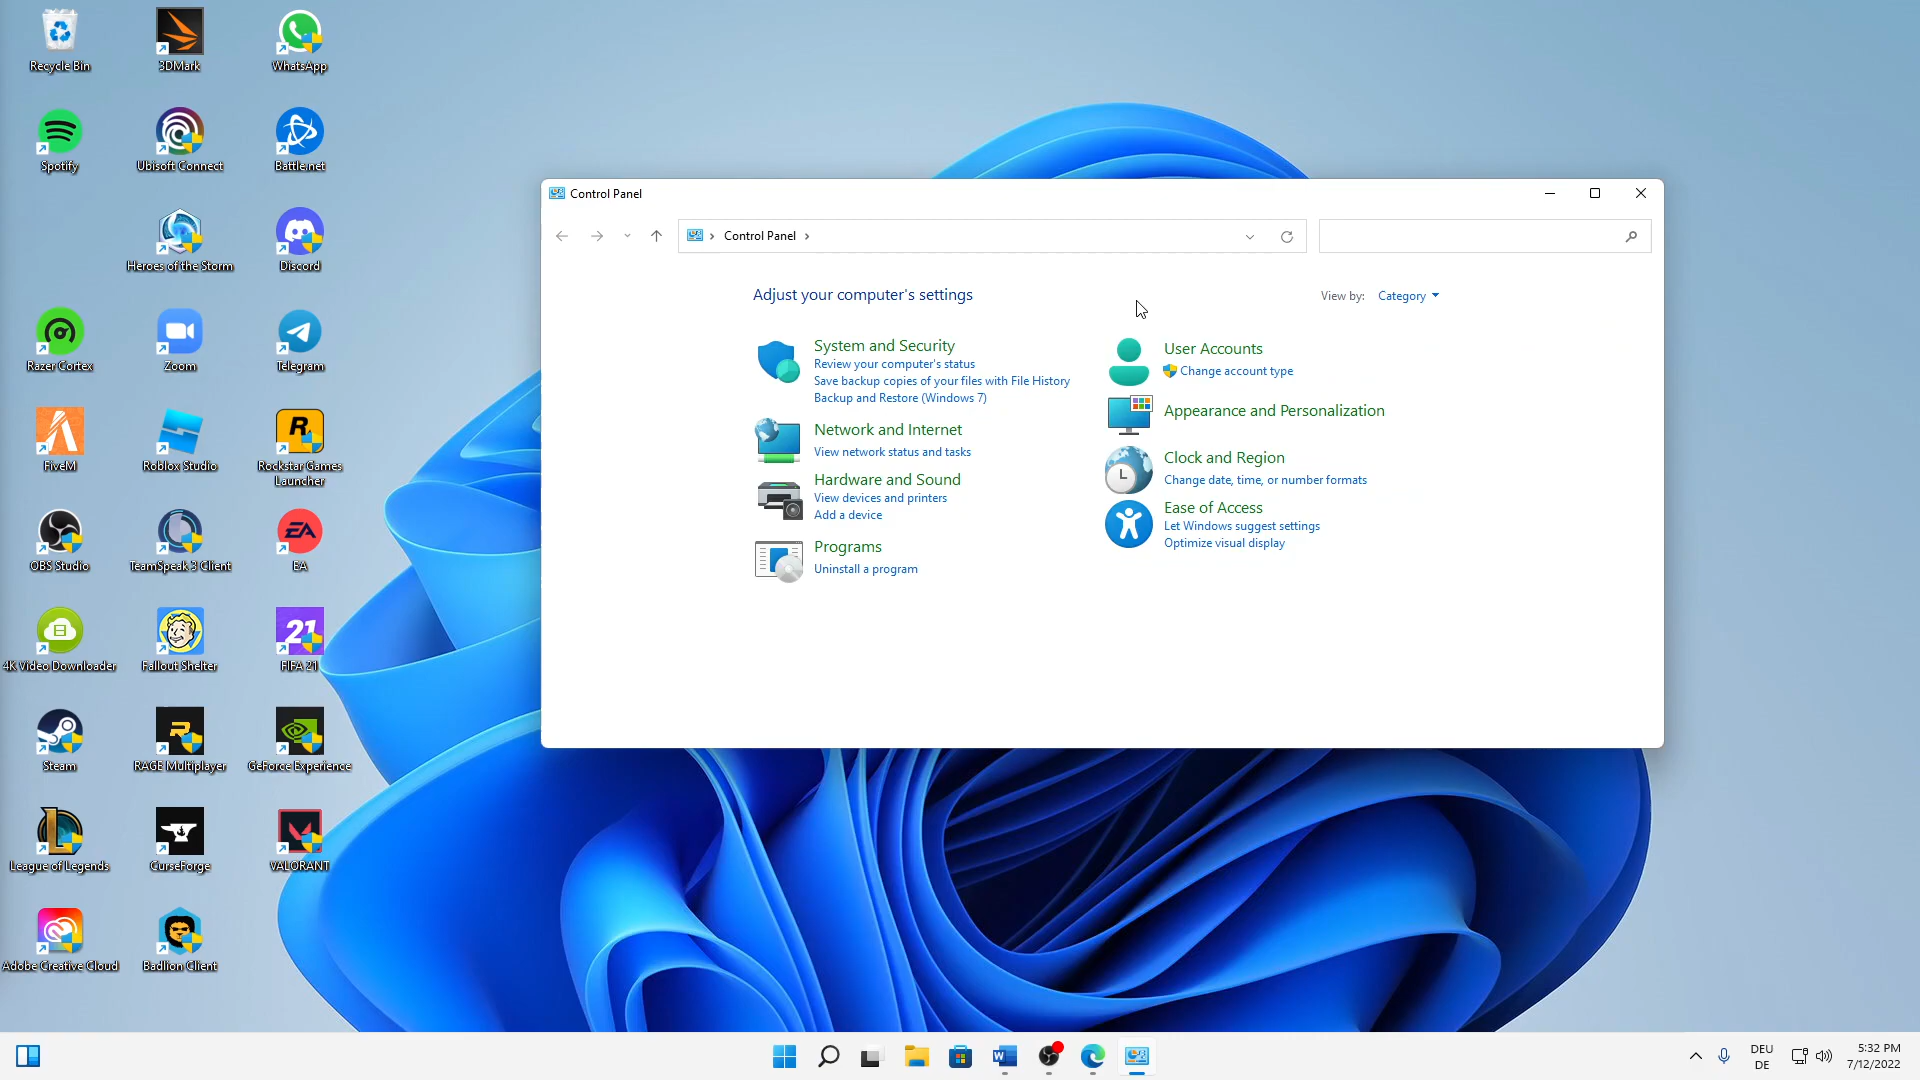 Recycle Bin
3DMark
WhatsApp
Spotify
Ubisoft Connect
Battle.net
Heroes of the Storm
Discord
Razer Cortex
Zoom
Telegram
FiveM
Roblox Studio
Rockstar Games
Launcher
OBS Studio
TeamSpeak 3 Client
EA
4K Video Downloader
Fallout Shelter
FIFA 21
Steam
RAGE Multiplayer
GeForce Experience
League of Legends
CurseForge
VALORANT
Adobe Creative Cloud
Badlion Client
EA
21
Control Panel
Control Panel
Adjust your computer's settings
View by: Category
System and Security
Review your computer's status
Save backup copies of your files with File History
Backup and Restore (Windows 7)
Network and Internet
View network status and tasks
Hardware and Sound
View devices and printers
Add a device
Programs
Uninstall a program
User Accounts
Change account type
Appearance and Personalization
Clock and Region
Change date, time, or number formats
Ease of Access
Let Windows suggest settings
Optimize visual display
DEU
DE
5:32 PM
7/12/2022